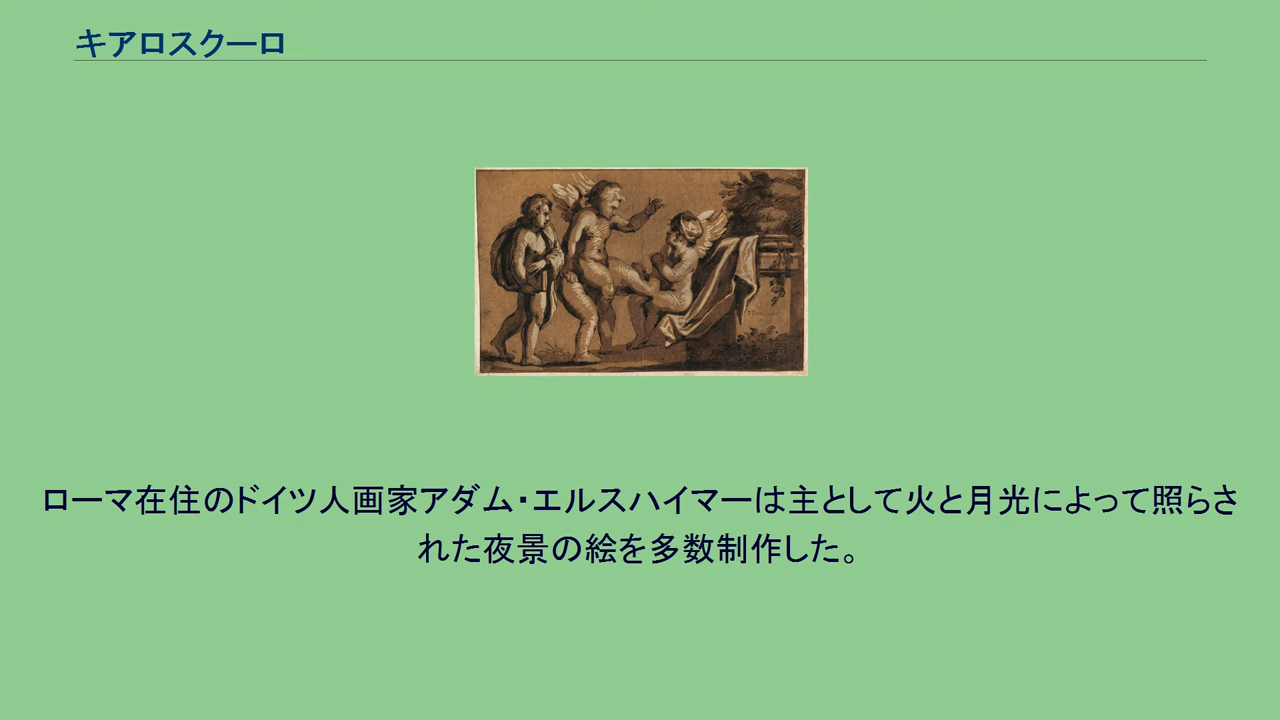 キアロスクーロ
ローマ在住のドイツ人画家アダム・エルスハイマーは主として火と月光によって照らさ
れた夜景の絵を多数制作した。